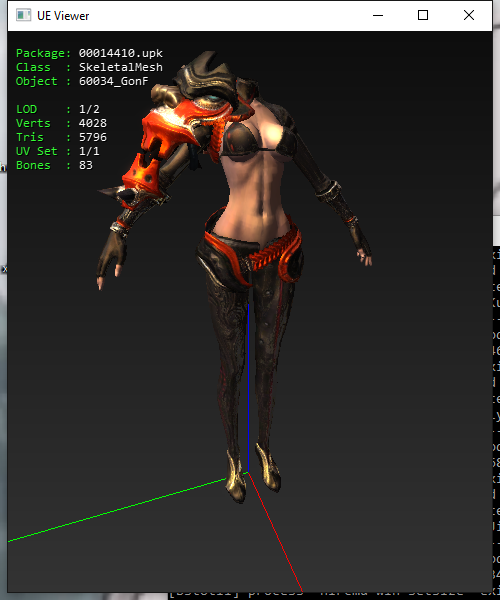 UE Viewer
Package: 00014410.upk
Class : SkeletalMesh
Object : 60034_GonF
LOD : 1/2
Verts : 4028
Tris : 5796
UV Set : 1/1
Bones : 83